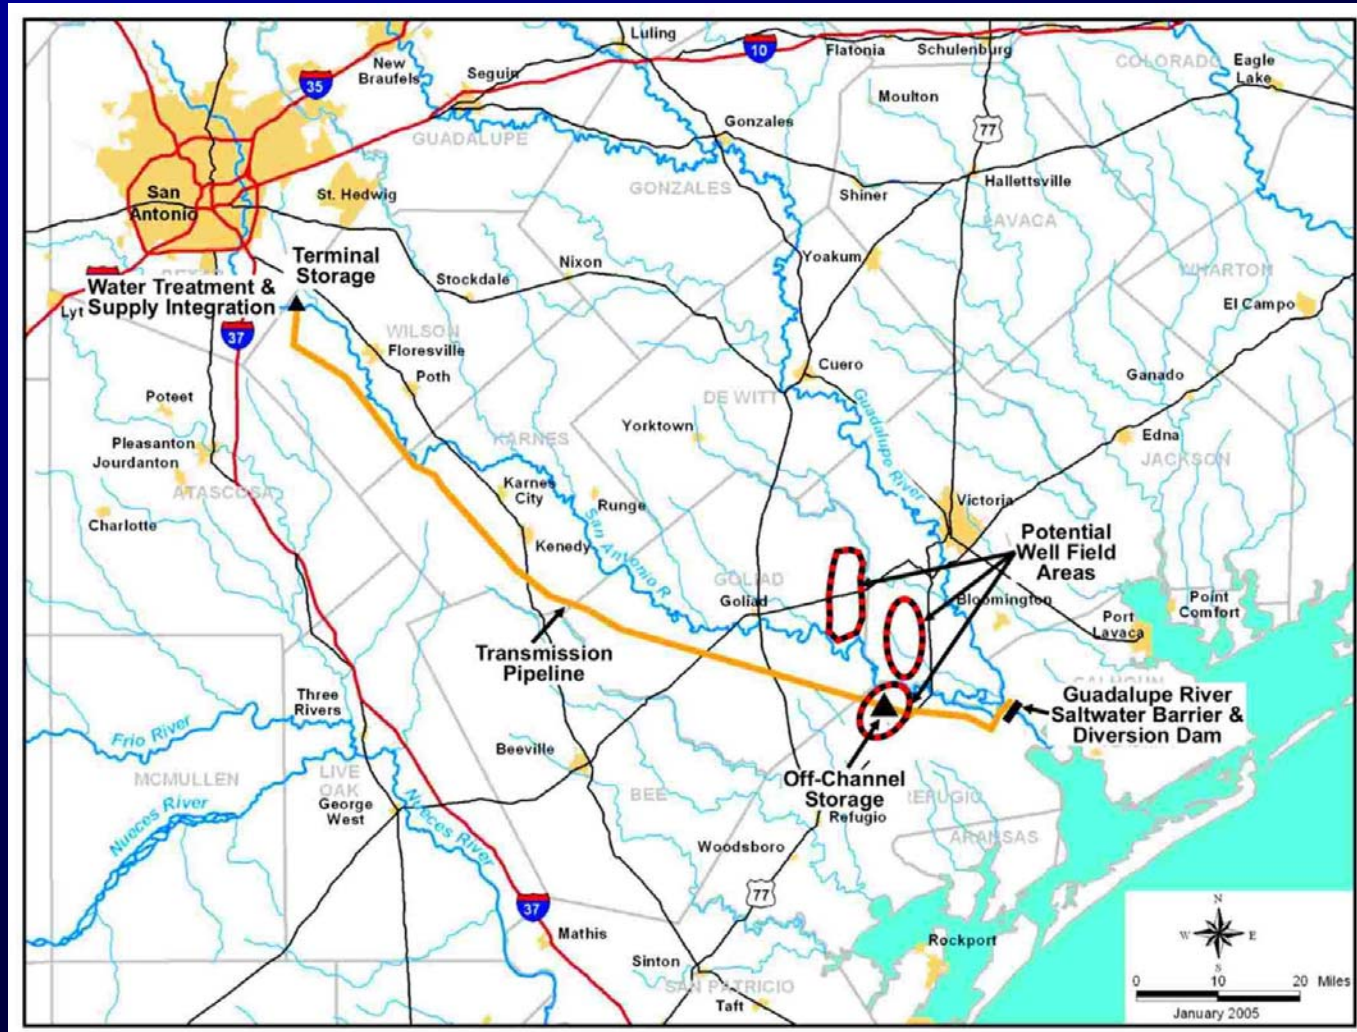 Luling
10
Flatonia
Schulenburg
COLORADO
Eagle
Lake
New
Braufels
35
Seguin
Moulton
GUADALUPE
Gonzales
77
San
Antonio
St. Hedwig
GONZALES
Shiner
Hallettsville
LAVACA
Terminal
Storage
Water Treatment &
Supply Integration
Stockdale
Nixon
Yoakum
WHARTON
El Campo
37
WILSON
Floresville
Poth
Cuero
Ganado
Poteet
DE WITT
Guadalupe River
Yorktown
Edna
JACKSON
Pleasanton
Jourdanton
KARNES
ATASCOSA
Karnes
City
Runge
San Antonio R.
Victoria
Charlotte
Kenedy
Potential
Well Field
Areas
GOLIAD
Goliad
Bloomington
Point
Comfort
Port
Lavaca
Transmission
Pipeline
CALHOUN
Guadalupe River
Saltwater Barrier &
Diversion Dam
Three
Rivers
Frio River
Beeville
MCMULLEN
LIVE
OAK
Off-Channel
Storage
Nueces River
George
West
Nueces River
BEE
REFUGIO
Refugio
ARANSAS
Woodsboro
77
37
Mathis
Rockport
Sinton
SAN PATRICIO
Taft
N
W
E
S
0 10 20 Miles
January 2005